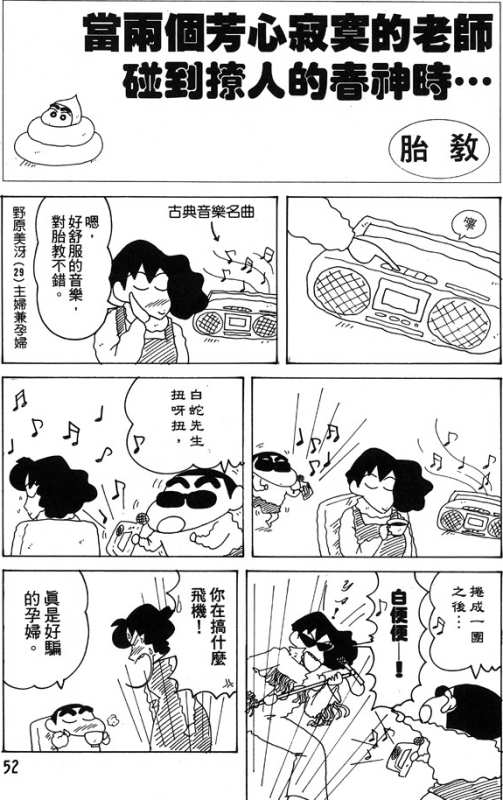 當兩個芳心寂寞的老師
碰到撩人的春神時…
胎教
古典音樂名曲
嗯，
好舒服的音樂，
對胎教不錯。
野原美冴(29)主婦兼孕婦
白蛇先生
扭呀扭，
捲成一團
之後…
白便便—！
YA!
你在搞什麼
飛機！
眞是好騙
的孕婦。
52